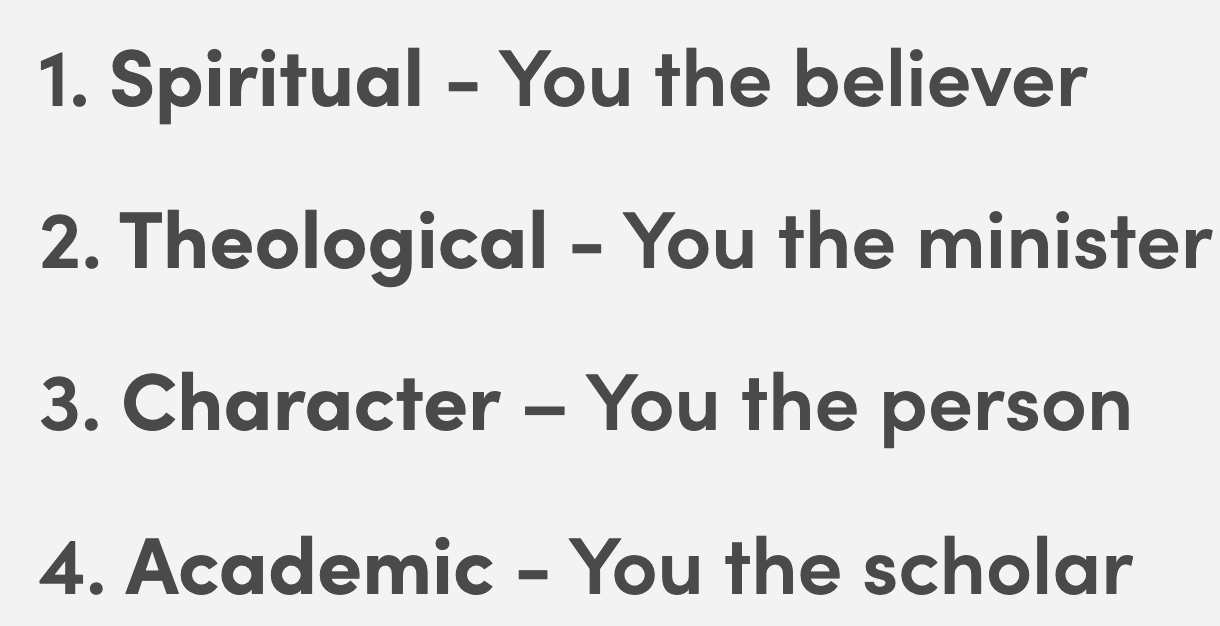 1. Spiritual - You the believer
2. Theological - You the minister
3. Character – You the person
4. Academic - You the scholar